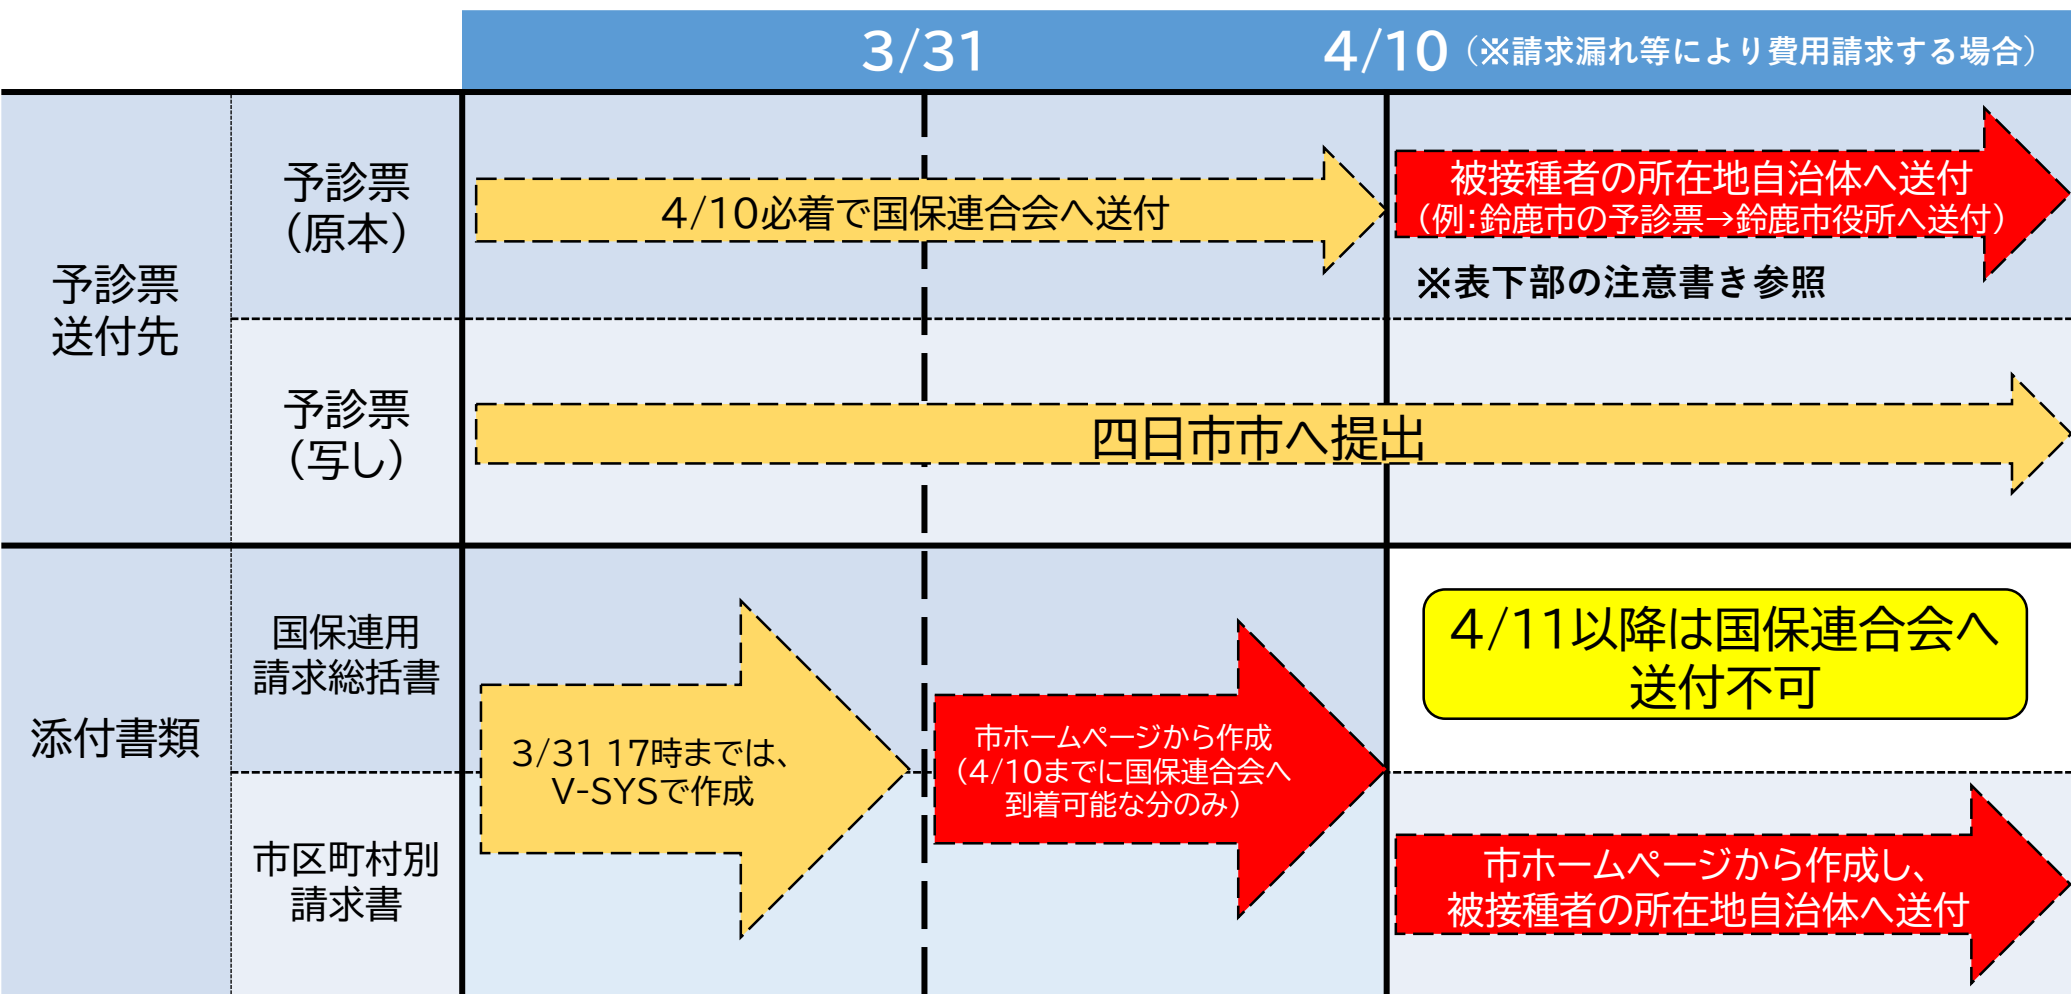 3/31
4/10（※請求漏れ等により費用請求する場合）
予診票
送付先
予診票
（原本）
4/10必着で国保連合会へ送付
被接種者の所在地自治体へ送付
（例：鈴鹿市の予診票→鈴鹿市役所へ送付）
※表下部の注意書き参照
予診票
（写し）
四日市市へ提出
添付書類
国保連用
請求総括書
市区町村別
請求書
3/31 17時までは、
V-SYSで作成
市ホームページから作成
（4/10までに国保連合会へ
到着可能な分のみ）
4/11以降は国保連合会へ
送付不可
市ホームページから作成し、
被接種者の所在地自治体へ送付